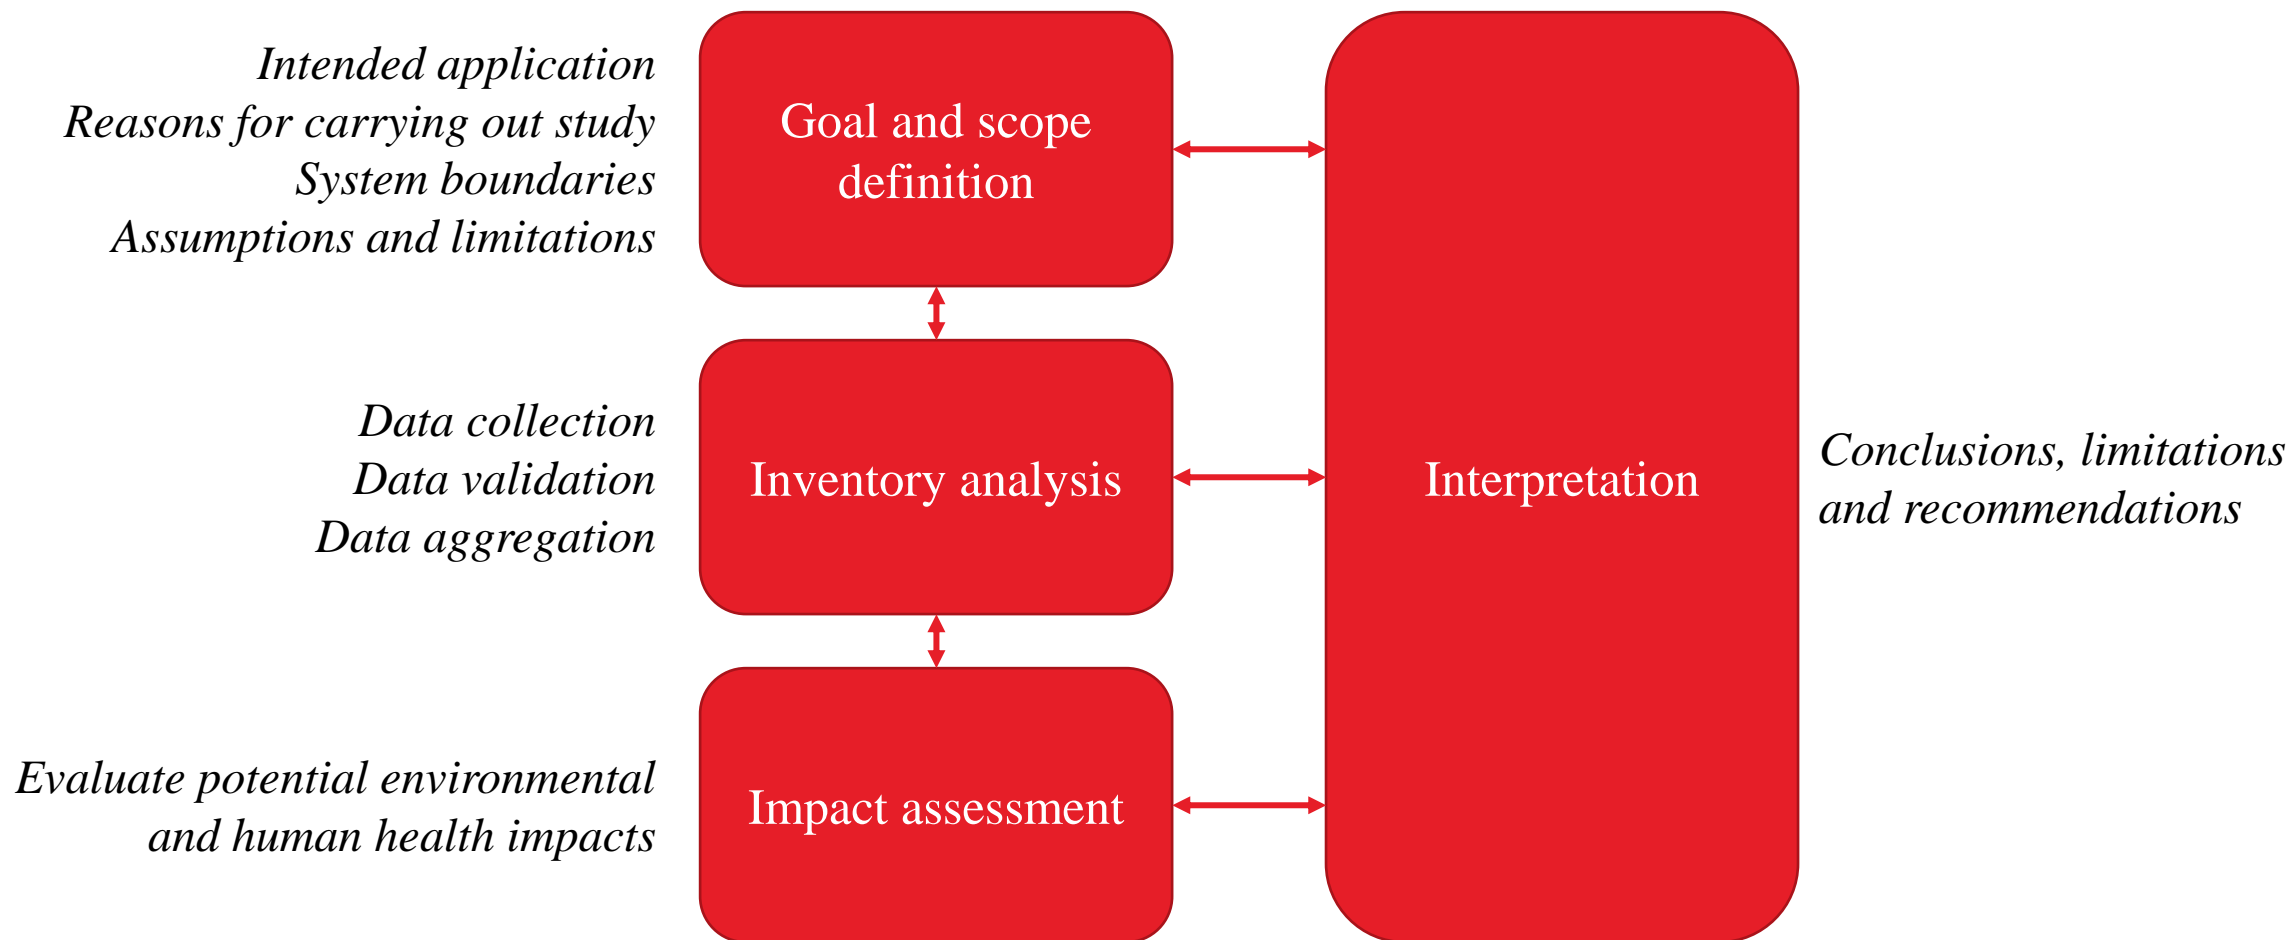 Intended application
Reasons for carrying out study
System boundaries
Assumptions and limitations
Goal and scope
definition
Data collection
Data validation
Data aggregation
Inventory analysis
Interpretation
Conclusions, limitations
and recommendations
Evaluate potential environmental
and human health impacts
Impact assessment